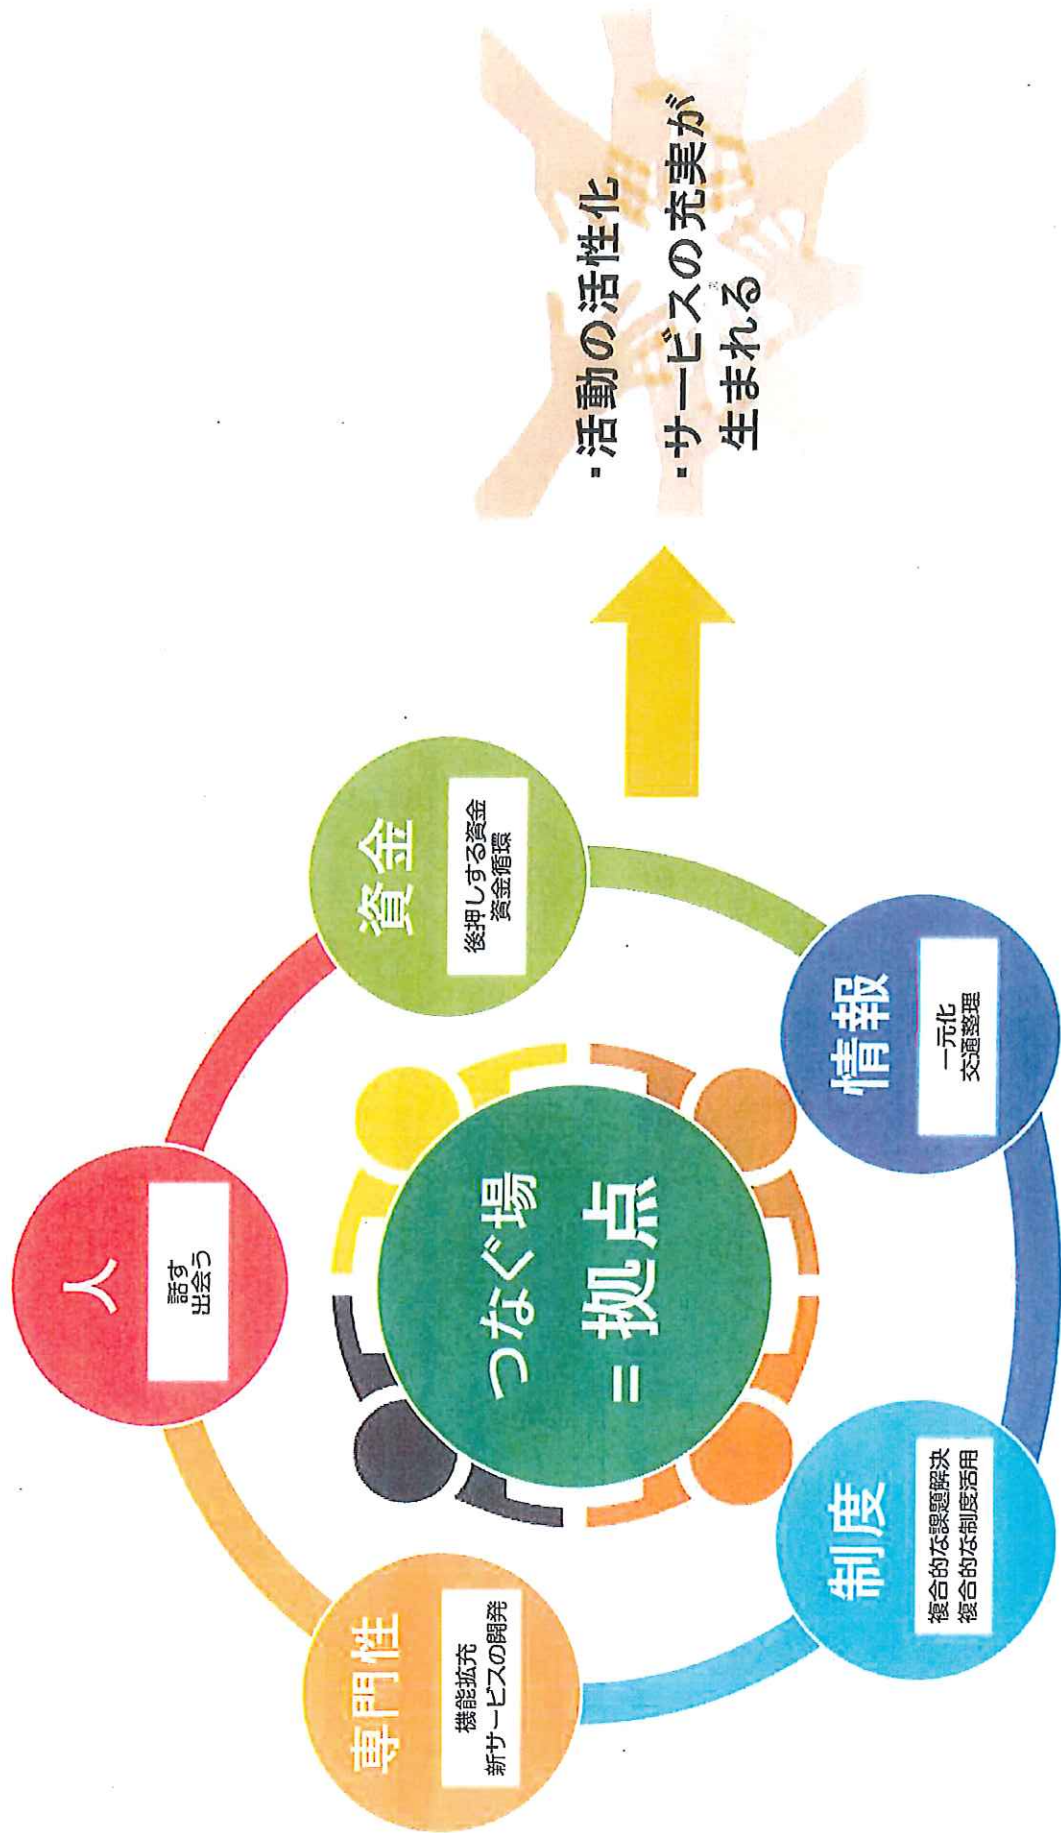 人
話す
出会う
資金
後押しする資金
資金循環
情報
一元化
交通整理
制度
複合的な課題解決
複合的な制度活用
専門性
機能拡充
新サービスの開発
つなぐ場
＝拠点
・活動の活性化
・サービスの充実が
生まれる